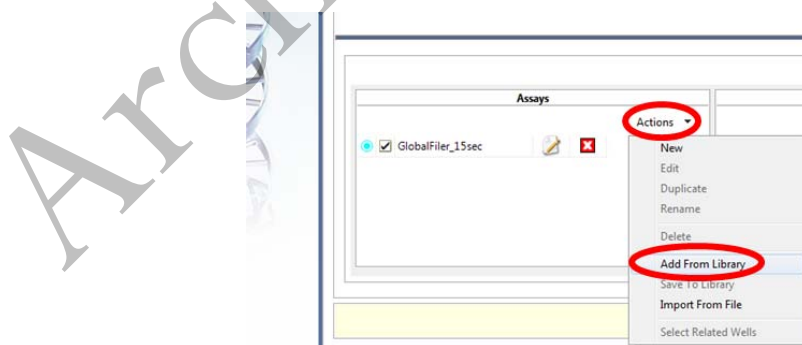 Arc
Assays
Actions
GlobalFiler_15sec
New
Edit
Duplicate
Rename
Delete
Add From Library
Save To Library
Import From File
Select Related Wells